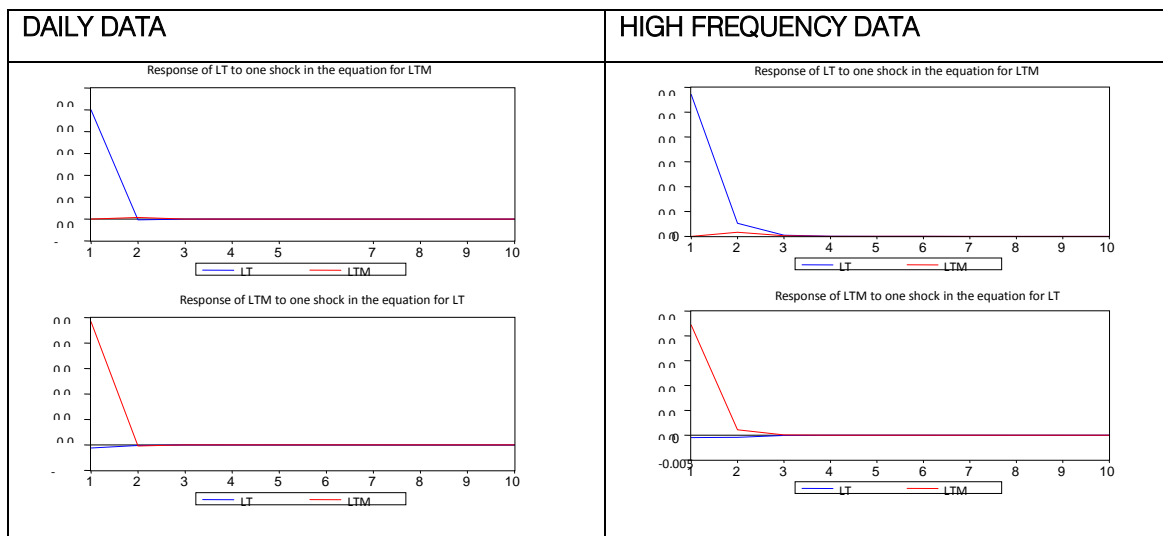 DAILY DATA
Response of LT to one shock in the equation for LTM
-
1 2 3 4 5 7 8 9 10
LT LTM
Response of LTM to one shock in the equation for LT
-
1 2 3 4 5 7 8 9 10
LT LTM
HIGH FREQUENCY DATA
Response of LT to one shock in the equation for LTM
1 2 3 4 5 6 7 8 9 10
LT LTM
Response of LTM to one shock in the equation for LT
0
-0.005
1 2 3 4 5 6 7 8 9 10
LT LTM